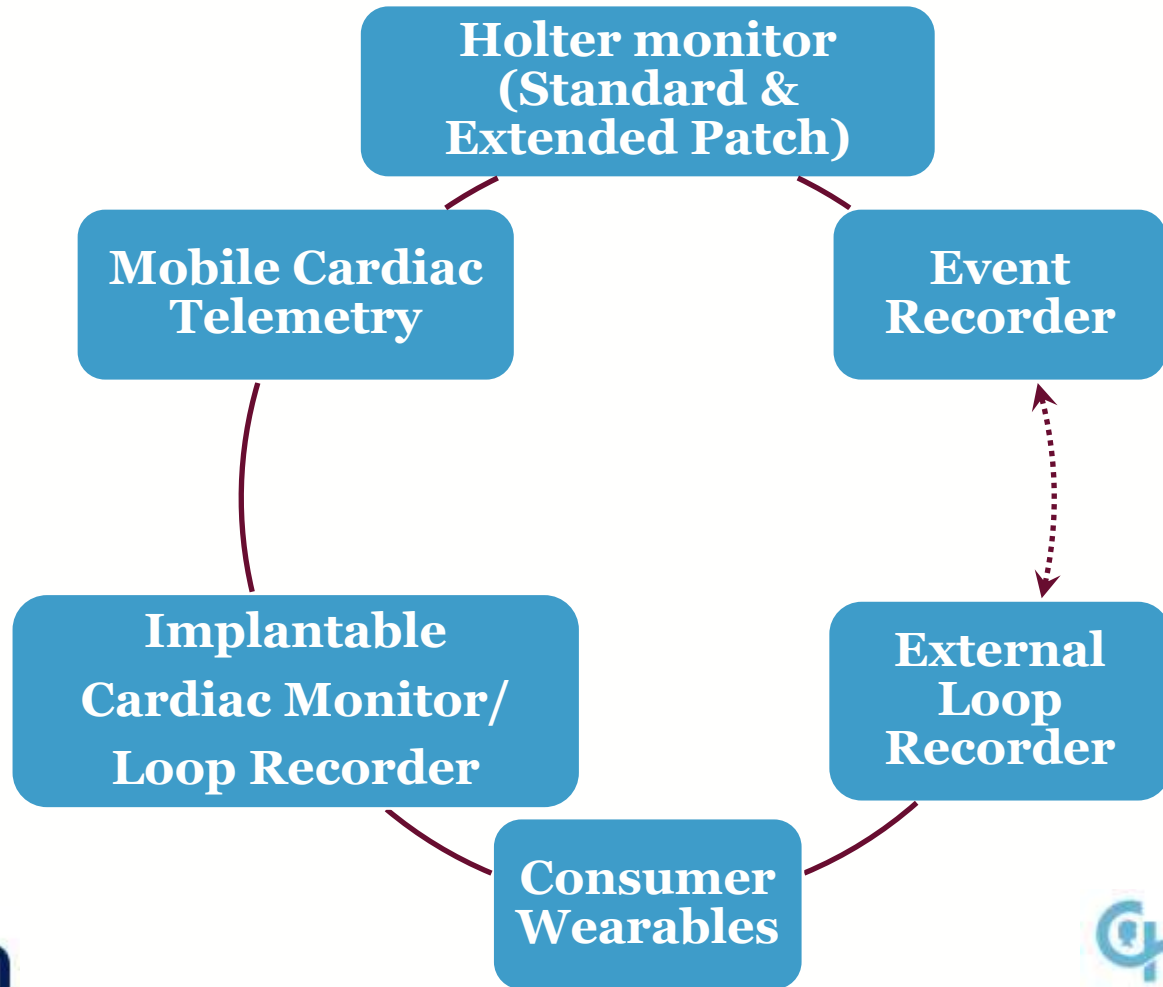 Holter monitor
(Standard &
Extended Patch)
Mobile Cardiac
Telemetry
Event
Recorder
Implantable
Cardiac Monitor/
Loop Recorder
External
Loop
Recorder
Consumer
Wearables